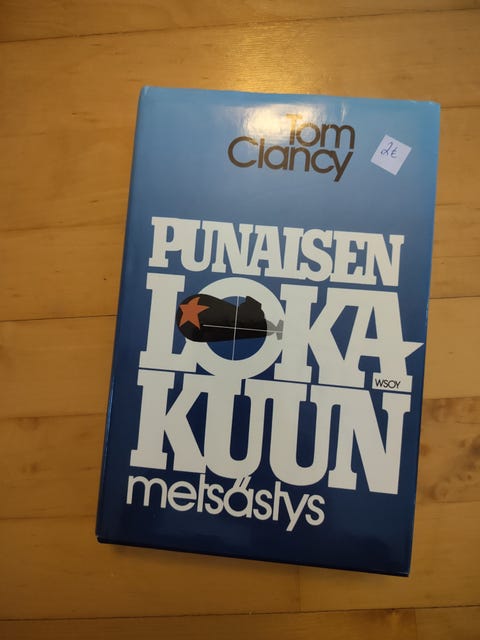 Tom
Clancy
2€
PUNAISEN
LOKA
WSOY
KUUN
metsästys